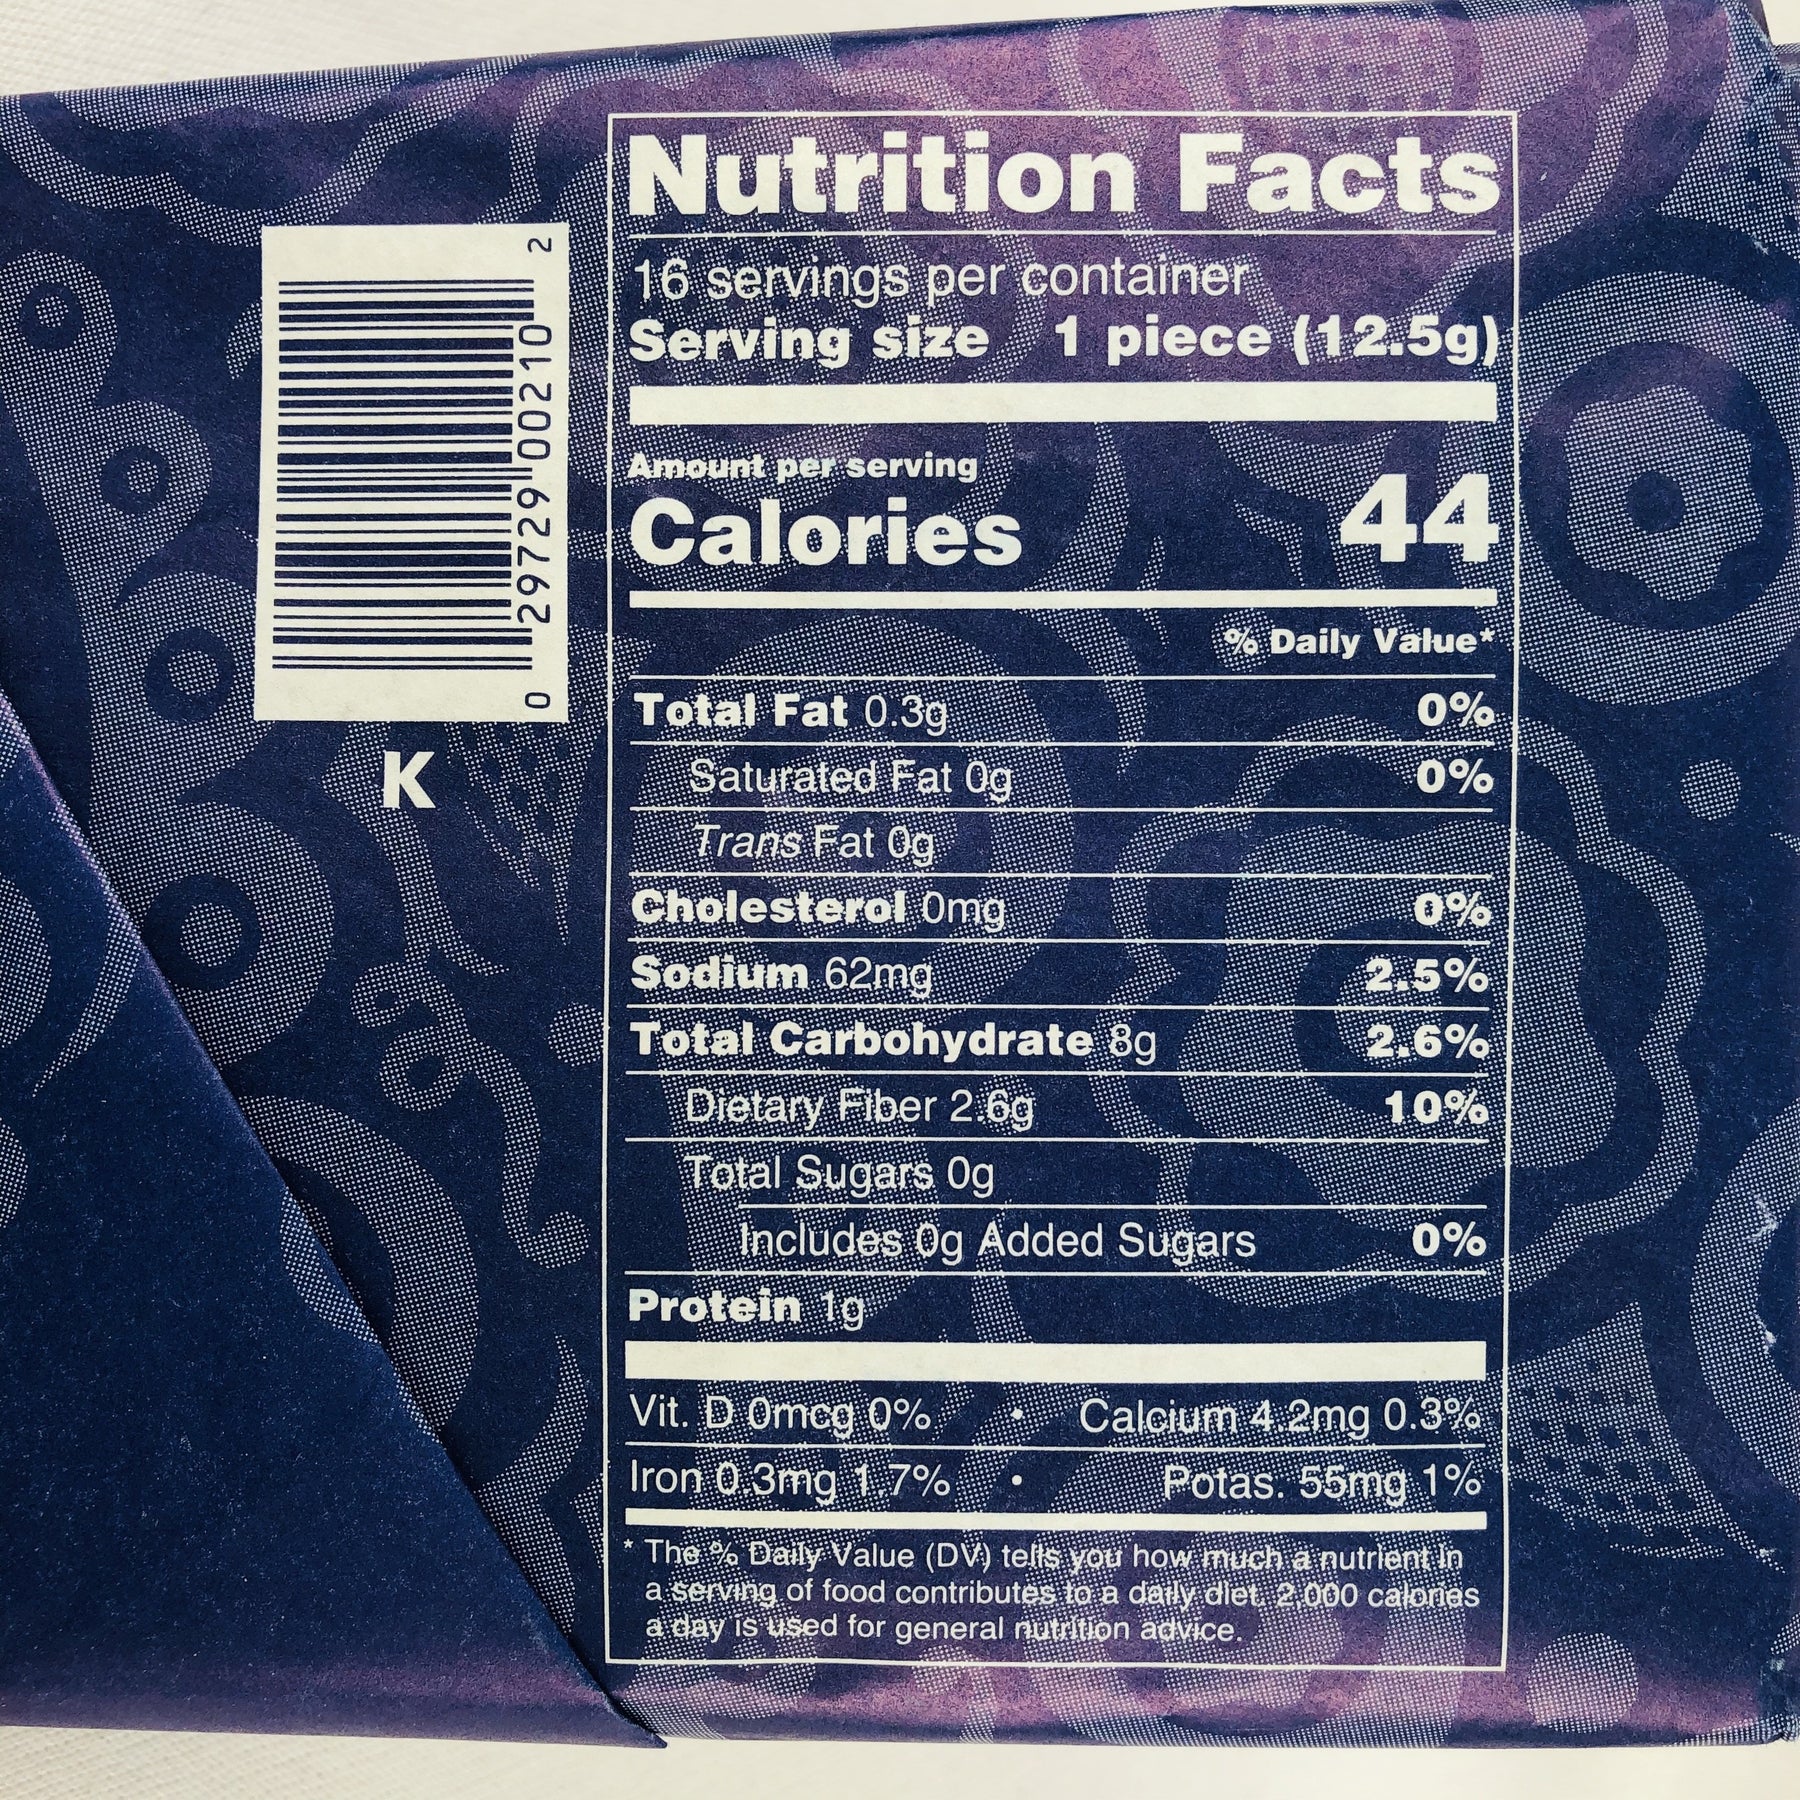 Nutrition Facts
16 servings per container
Serving size 1 piece (12.5g)
Amount per serving
Calories 44
% Daily Value*
Total Fat 0.3g 0%
Saturated Fat 0g 0%
Trans Fat 0g
Cholesterol 0mg 0%
Sodium 62mg 2.5%
Total Carbohydrate 8g 2.6%
Dietary Fiber 2.6g 10%
Total Sugars 0g
Includes 0g Added Sugars 0%
Protein 1g
Vit. D 0mcg 0% • Calcium 4.2mg 0.3%
Iron 0.3mg 1.7% • Potas. 55mg 1%
* The % Daily Value (DV) tells you how much a nutrient in
a serving of food contributes to a daily diet. 2,000 calories
a day is used for general nutrition advice.
0 29729 00210 2
K